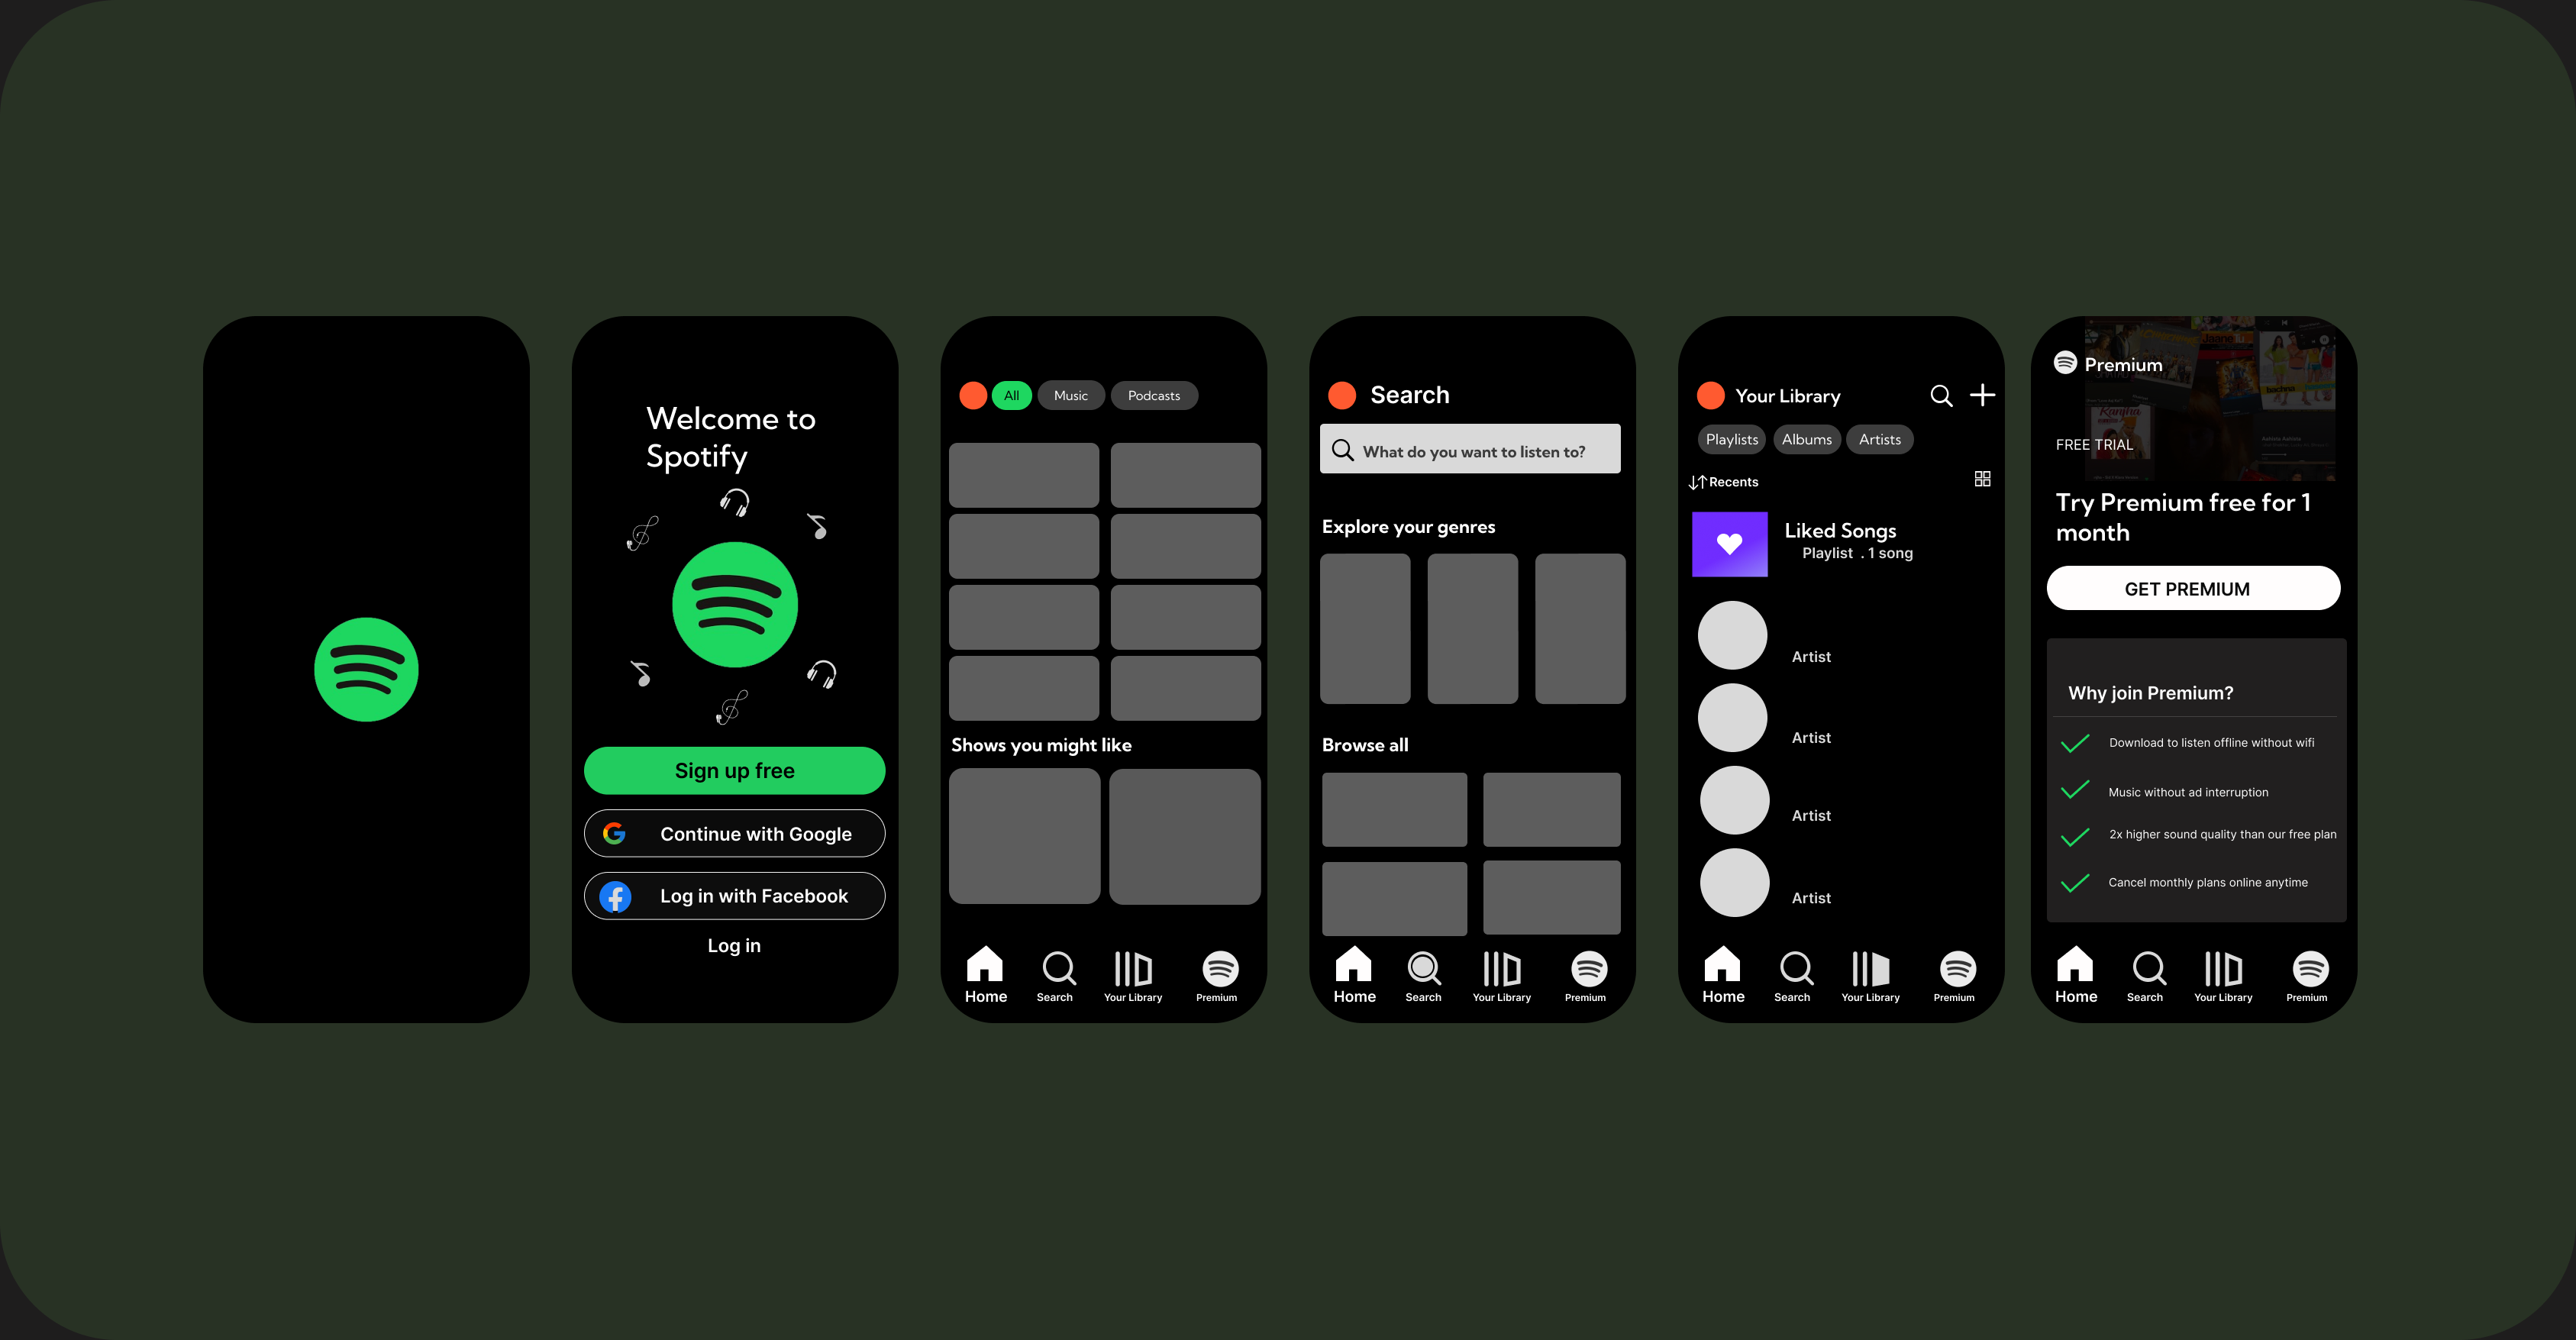 Welcome to
Spotify
Sign up free
Continue with Google
Log in with Facebook
Log in
All
Music
Podcasts
Shows you might like
Home
Search
Your Library
Premium
Search
What do you want to listen to?
Explore your genres
Browse all
Home
Search
Your Library
Premium
Your Library
Playlists
Albums
Artists
Recents
Liked Songs
Playlist . 1 song
Artist
Artist
Artist
Artist
Home
Search
Your Library
Premium
Premium
Ranjha
FREE TRIAL
Try Premium free for 1
month
GET PREMIUM
Why join Premium?
Download to listen offline without wifi
Music without ad interruption
2x higher sound quality than our free plan
Cancel monthly plans online anytime
Home
Search
Your Library
Premium